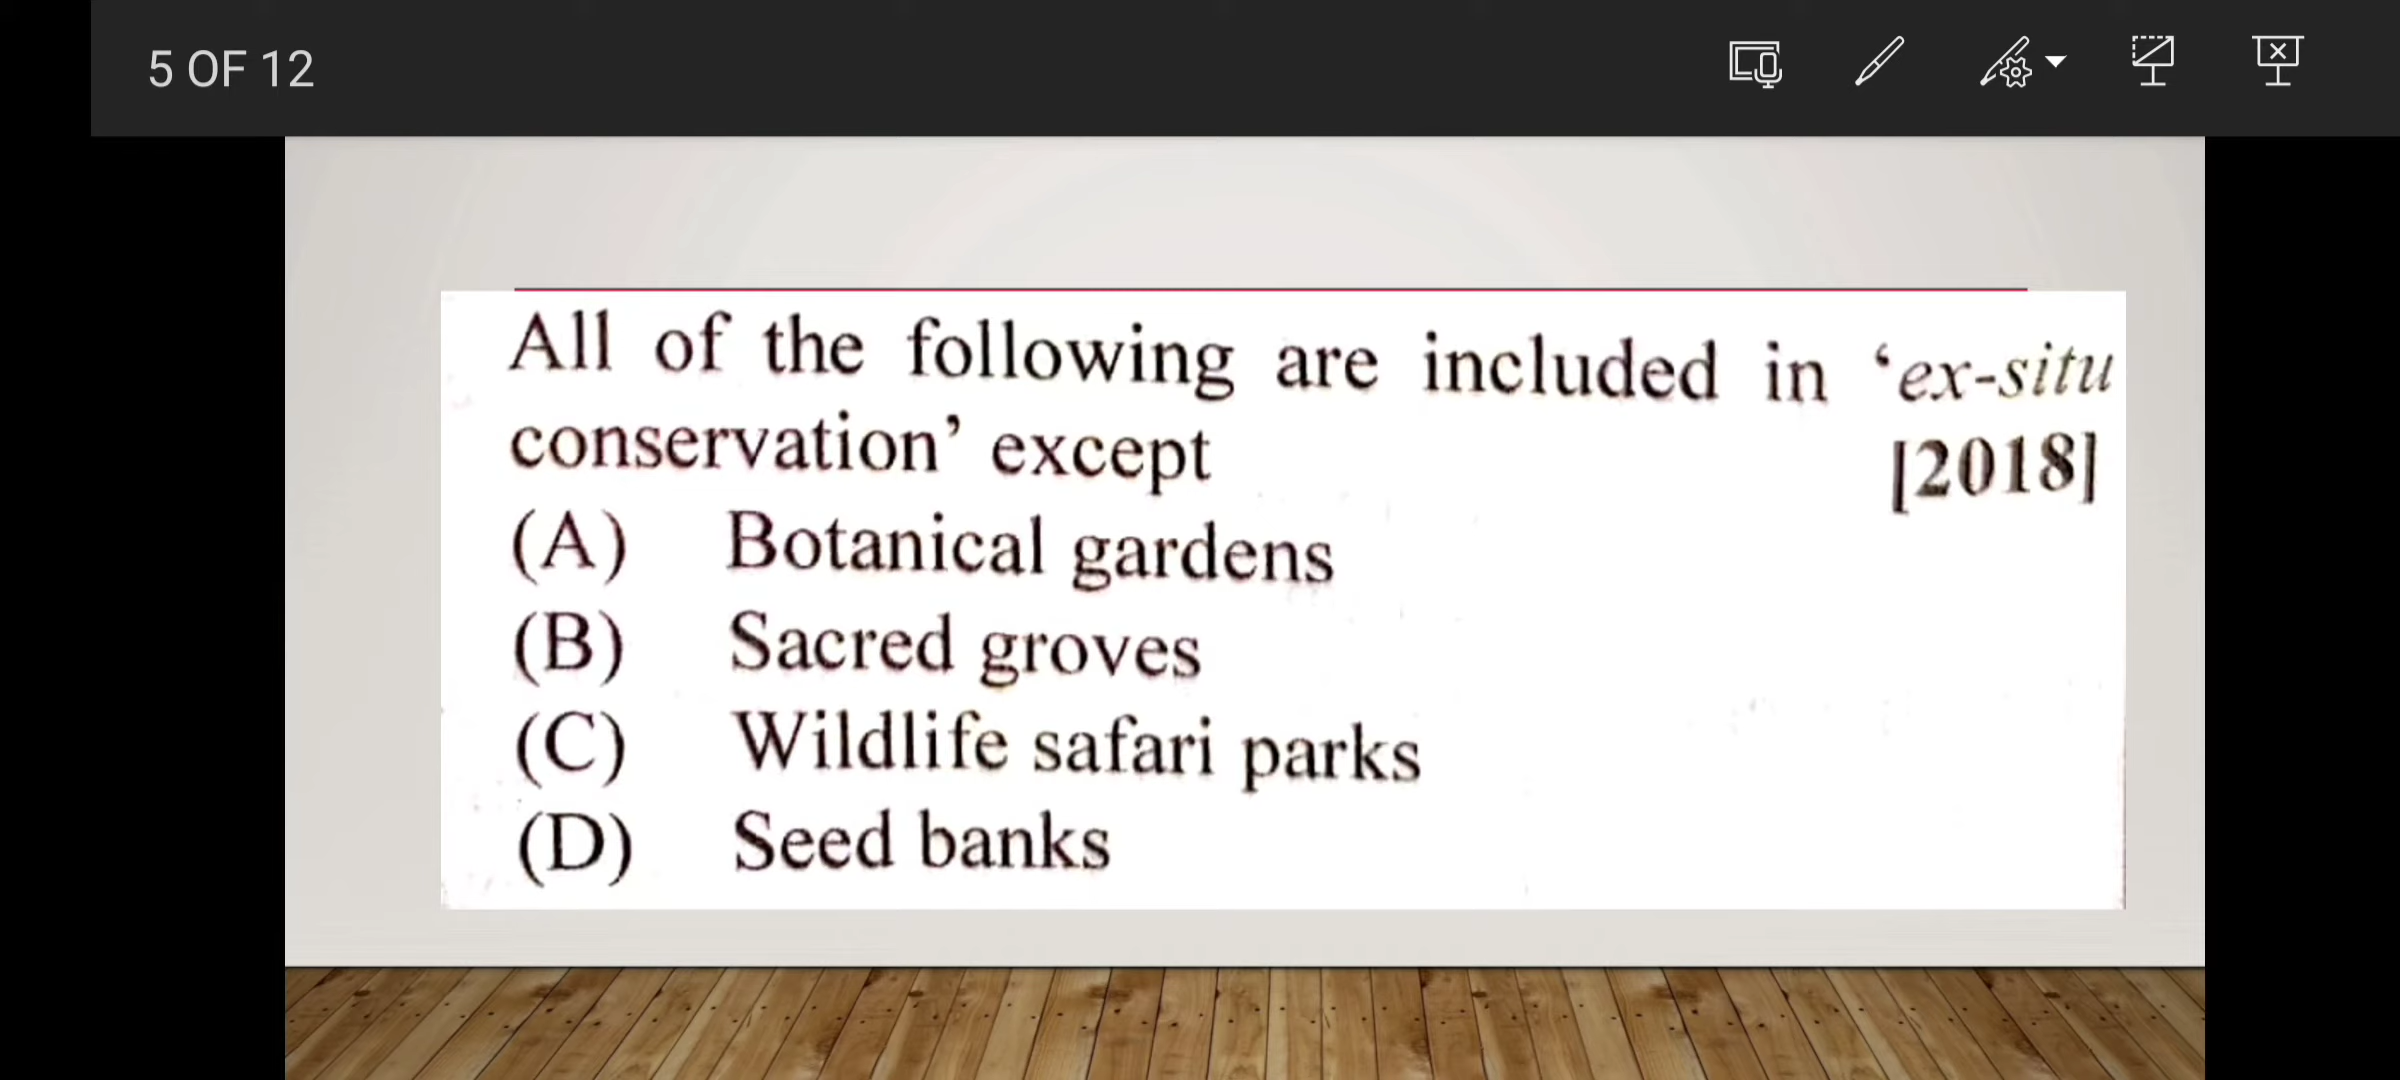 5 OF 12
All of the following are included in ‘ex-situ
conservation’ except [2018]
(A) Botanical gardens
(B) Sacred groves
(C) Wildlife safari parks
(D) Seed banks